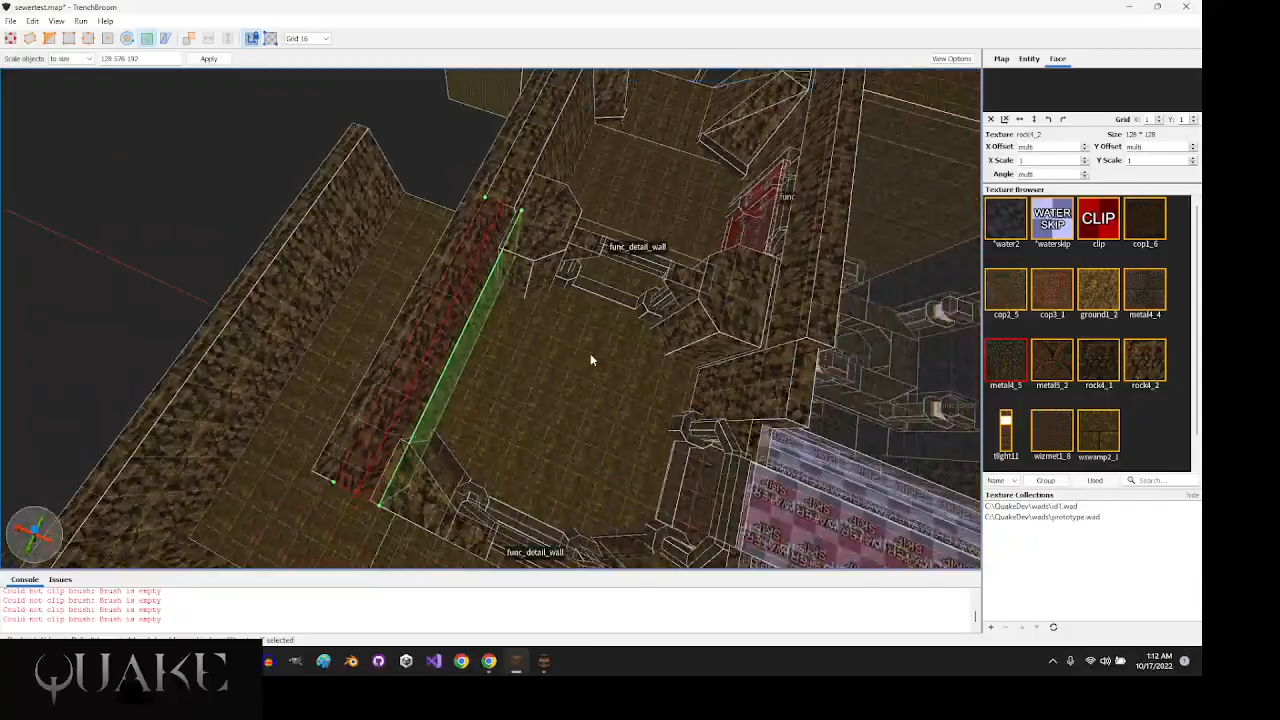 sewertest.map* - TrenchBroom
File Edit View Run Help
Grid 16
Scale objects to size 128 576 192 Apply View Options
Map Entity Face
Grid X: 1 Y: 1
Texture rock4_2 Size 128 * 128
X Offset multi Y Offset multi
X Scale 1 Y Scale 1
Angle multi
Texture Browser
WATER SKIP CLIP
*water2 *waterskip clip cop1_6
cop2_5 cop3_1 ground1_2 metal4_4
metal4_5 metal5_2 rock4_1 rock4_2
tlight11 wizmet1_8 wswamp2_1
Name Group Used Search...
Texture Collections hide
C:\QuakeDev\wads\id1.wad
C:\QuakeDev\wads\prototype.wad
func
func_detail_wall
func_detail_wall
Console Issues
Could not clip brush: Brush is empty
Could not clip brush: Brush is empty
Could not clip brush: Brush is empty
Could not clip brush: Brush is empty
selected
QUAKE
1:12 AM
10/17/2022